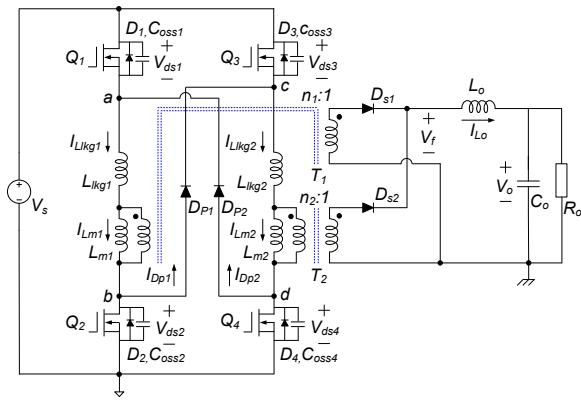 D1,Coss1
D3,Coss3
Q1
+
Vds1
−
Q3
+
Vds3
−
a
c
n1:1
Ds1
Lo
ILlkg1
ILlkg2
+
Vf
−
ILo
Llkg1
Llkg2
T1
Vs
DP1
DP2
n2:1
Ds2
+
Vo
−
Co
Ro
ILm1
Lm1
ILm2
Lm2
IDp1
IDp2
T2
b
d
Q2
+
Vds2
−
Q4
+
Vds4
−
D2,Coss2
D4,Coss4